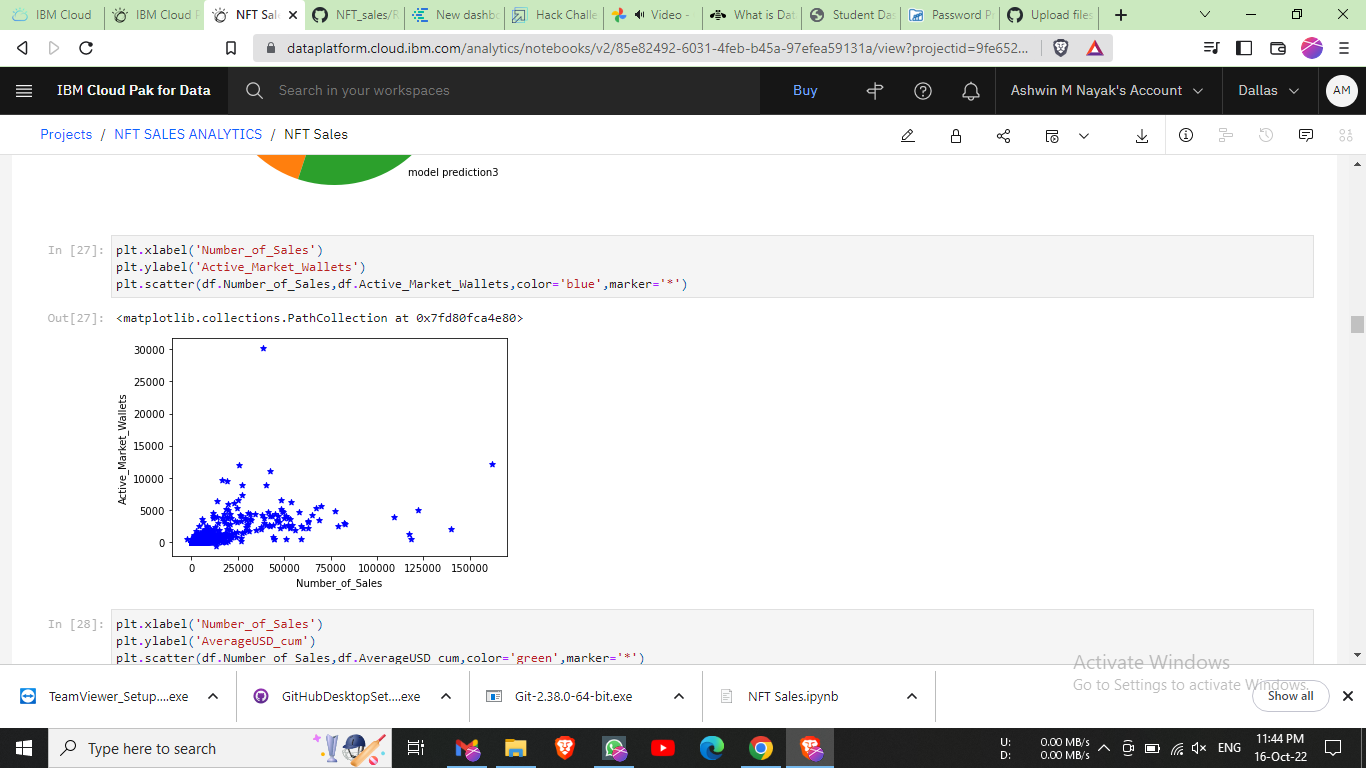 IBM Cloud
IBM Cloud P
NFT Sal
NFT_sales/R
New dashbo
Hack Challe
Video -
What is Dat
Student Das
Password Pr
Upload files
dataplatform.cloud.ibm.com/analytics/notebooks/v2/85e82492-6031-4feb-b45a-97efea59131a/view?projectid=9fe652...
IBM Cloud Pak for Data
Search in your workspaces
Buy
Ashwin M Nayak's Account
Dallas
AM
Projects / NFT SALES ANALYTICS / NFT Sales
model prediction3
In [27]:
plt.xlabel('Number_of_Sales')
plt.ylabel('Active_Market_Wallets')
plt.scatter(df.Number_of_Sales,df.Active_Market_Wallets,color='blue',marker='*')
Out[27]: <matplotlib.collections.PathCollection at 0x7fd80fca4e80>
30000
25000
20000
15000
10000
5000
0
Active_Market_Wallets
0 25000 50000 75000 100000 125000 150000
Number_of_Sales
In [28]:
plt.xlabel('Number_of_Sales')
plt.ylabel('AverageUSD_cum')
plt.scatter(df.Number_of_Sales,df.AverageUSD_cum,color='green',marker='*')
Activate Windows
Go to Settings to activate Windows.
TeamViewer_Setup....exe
GitHubDesktopSet....exe
Git-2.38.0-64-bit.exe
NFT Sales.ipynb
Show all
Type here to search
U: 0.00 MB/s
D: 0.00 MB/s
ENG
11:44 PM
16-Oct-22